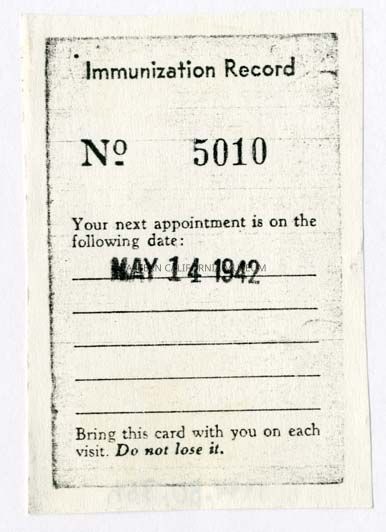 Immunization Record
Nº 5010
Your next appointment is on the
following date:
MAY 14 1942
Bring this card with you on each
visit. Do not lose it.